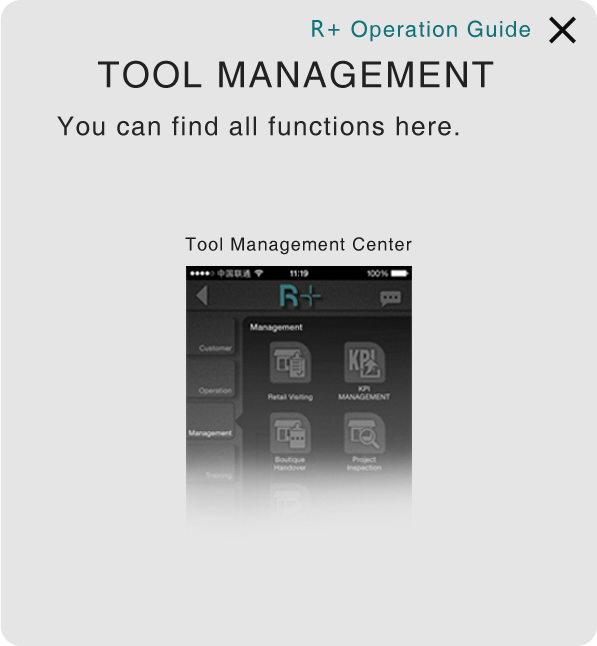 R+ Operation Guide
TOOL MANAGEMENT
You can find all functions here.
Tool Management Center
中国联通 11:19 100%
R+
Management
Customer
Retail Visiting
KPI
KPI
MANAGEMENT
Operation
Management
Boutique
Handover
Project
Inspection
Training